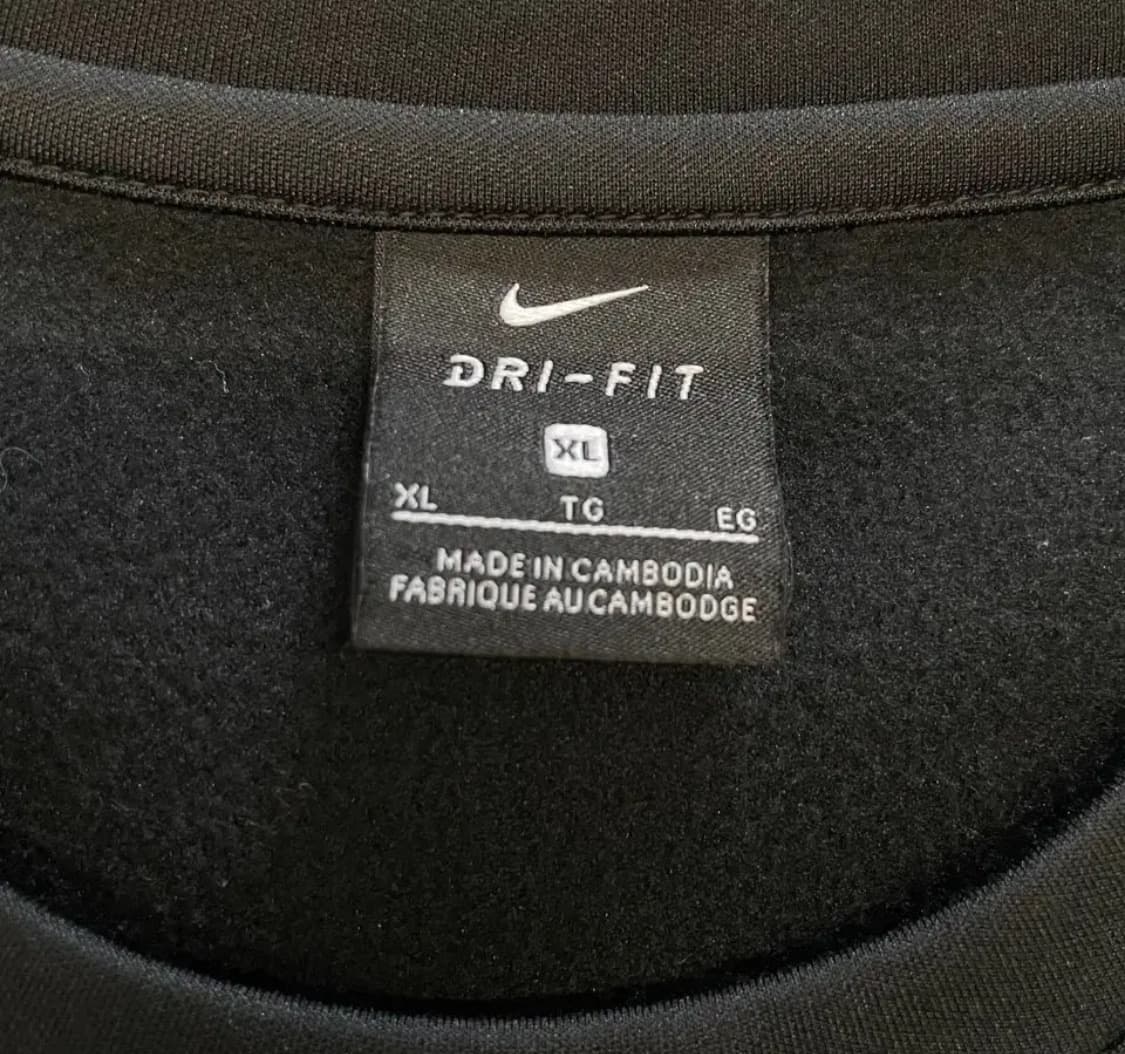 DRI-FIT
XL
XL TG EG
MADE IN CAMBODIA
FABRIQUE AU CAMBODGE